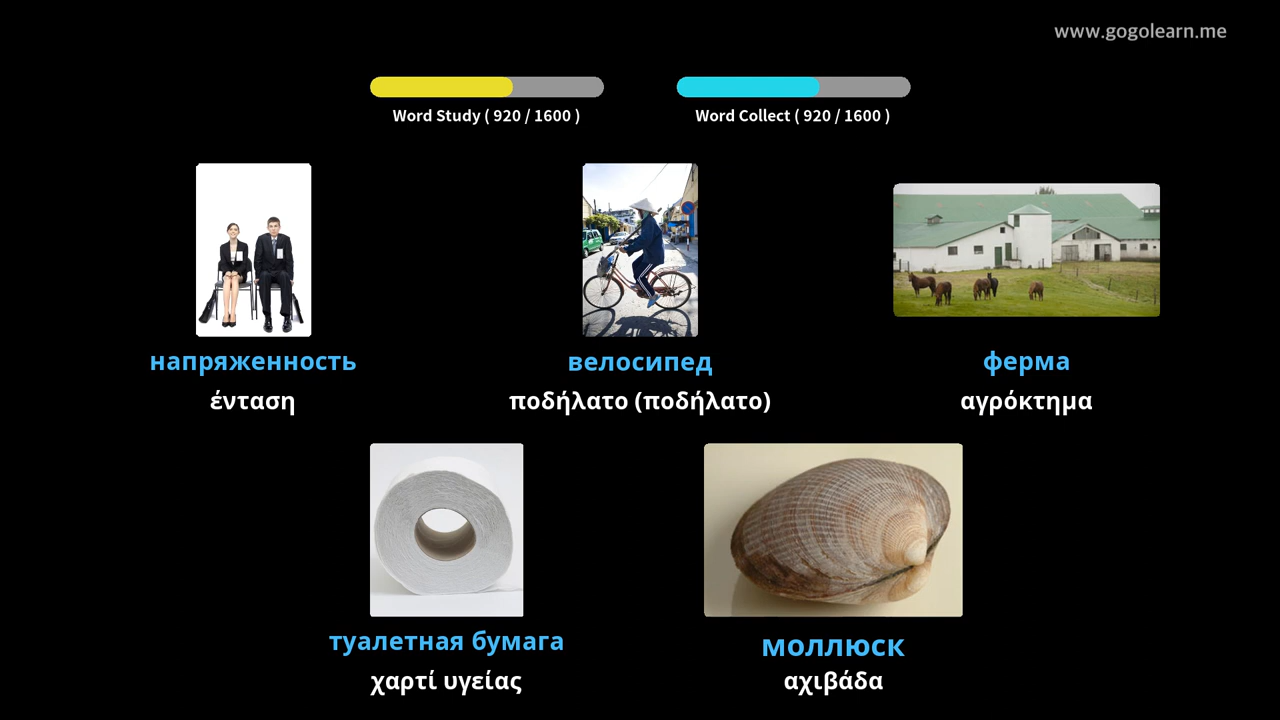 www.gogolearn.me
Word Study ( 920 / 1600 )
Word Collect ( 920 / 1600 )
напряженность
велосипед
ферма
ένταση
ποδήλατο (ποδήλατο)
αγρόκτημα
туалетная бумага
моллюск
χαρτί υγείας
αχιβάδα